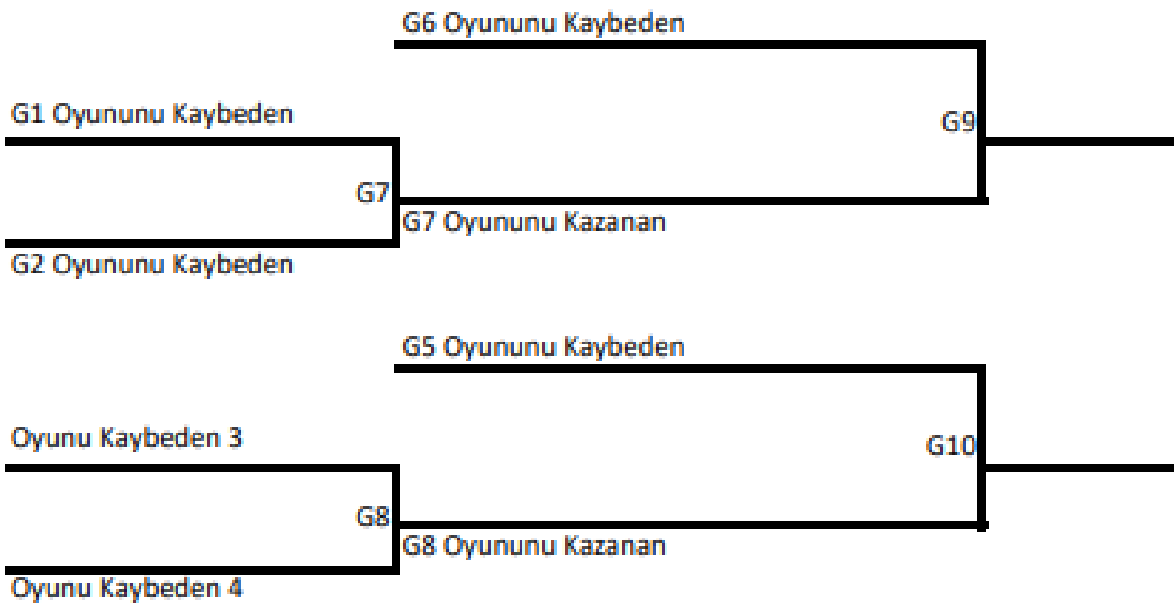 G6 Oyununu Kaybeden
G1 Oyununu Kaybeden
G9
G7
G7 Oyununu Kazanan
G2 Oyununu Kaybeden
G5 Oyununu Kaybeden
Oyunu Kaybeden 3
G10
G8
G8 Oyununu Kazanan
Oyunu Kaybeden 4